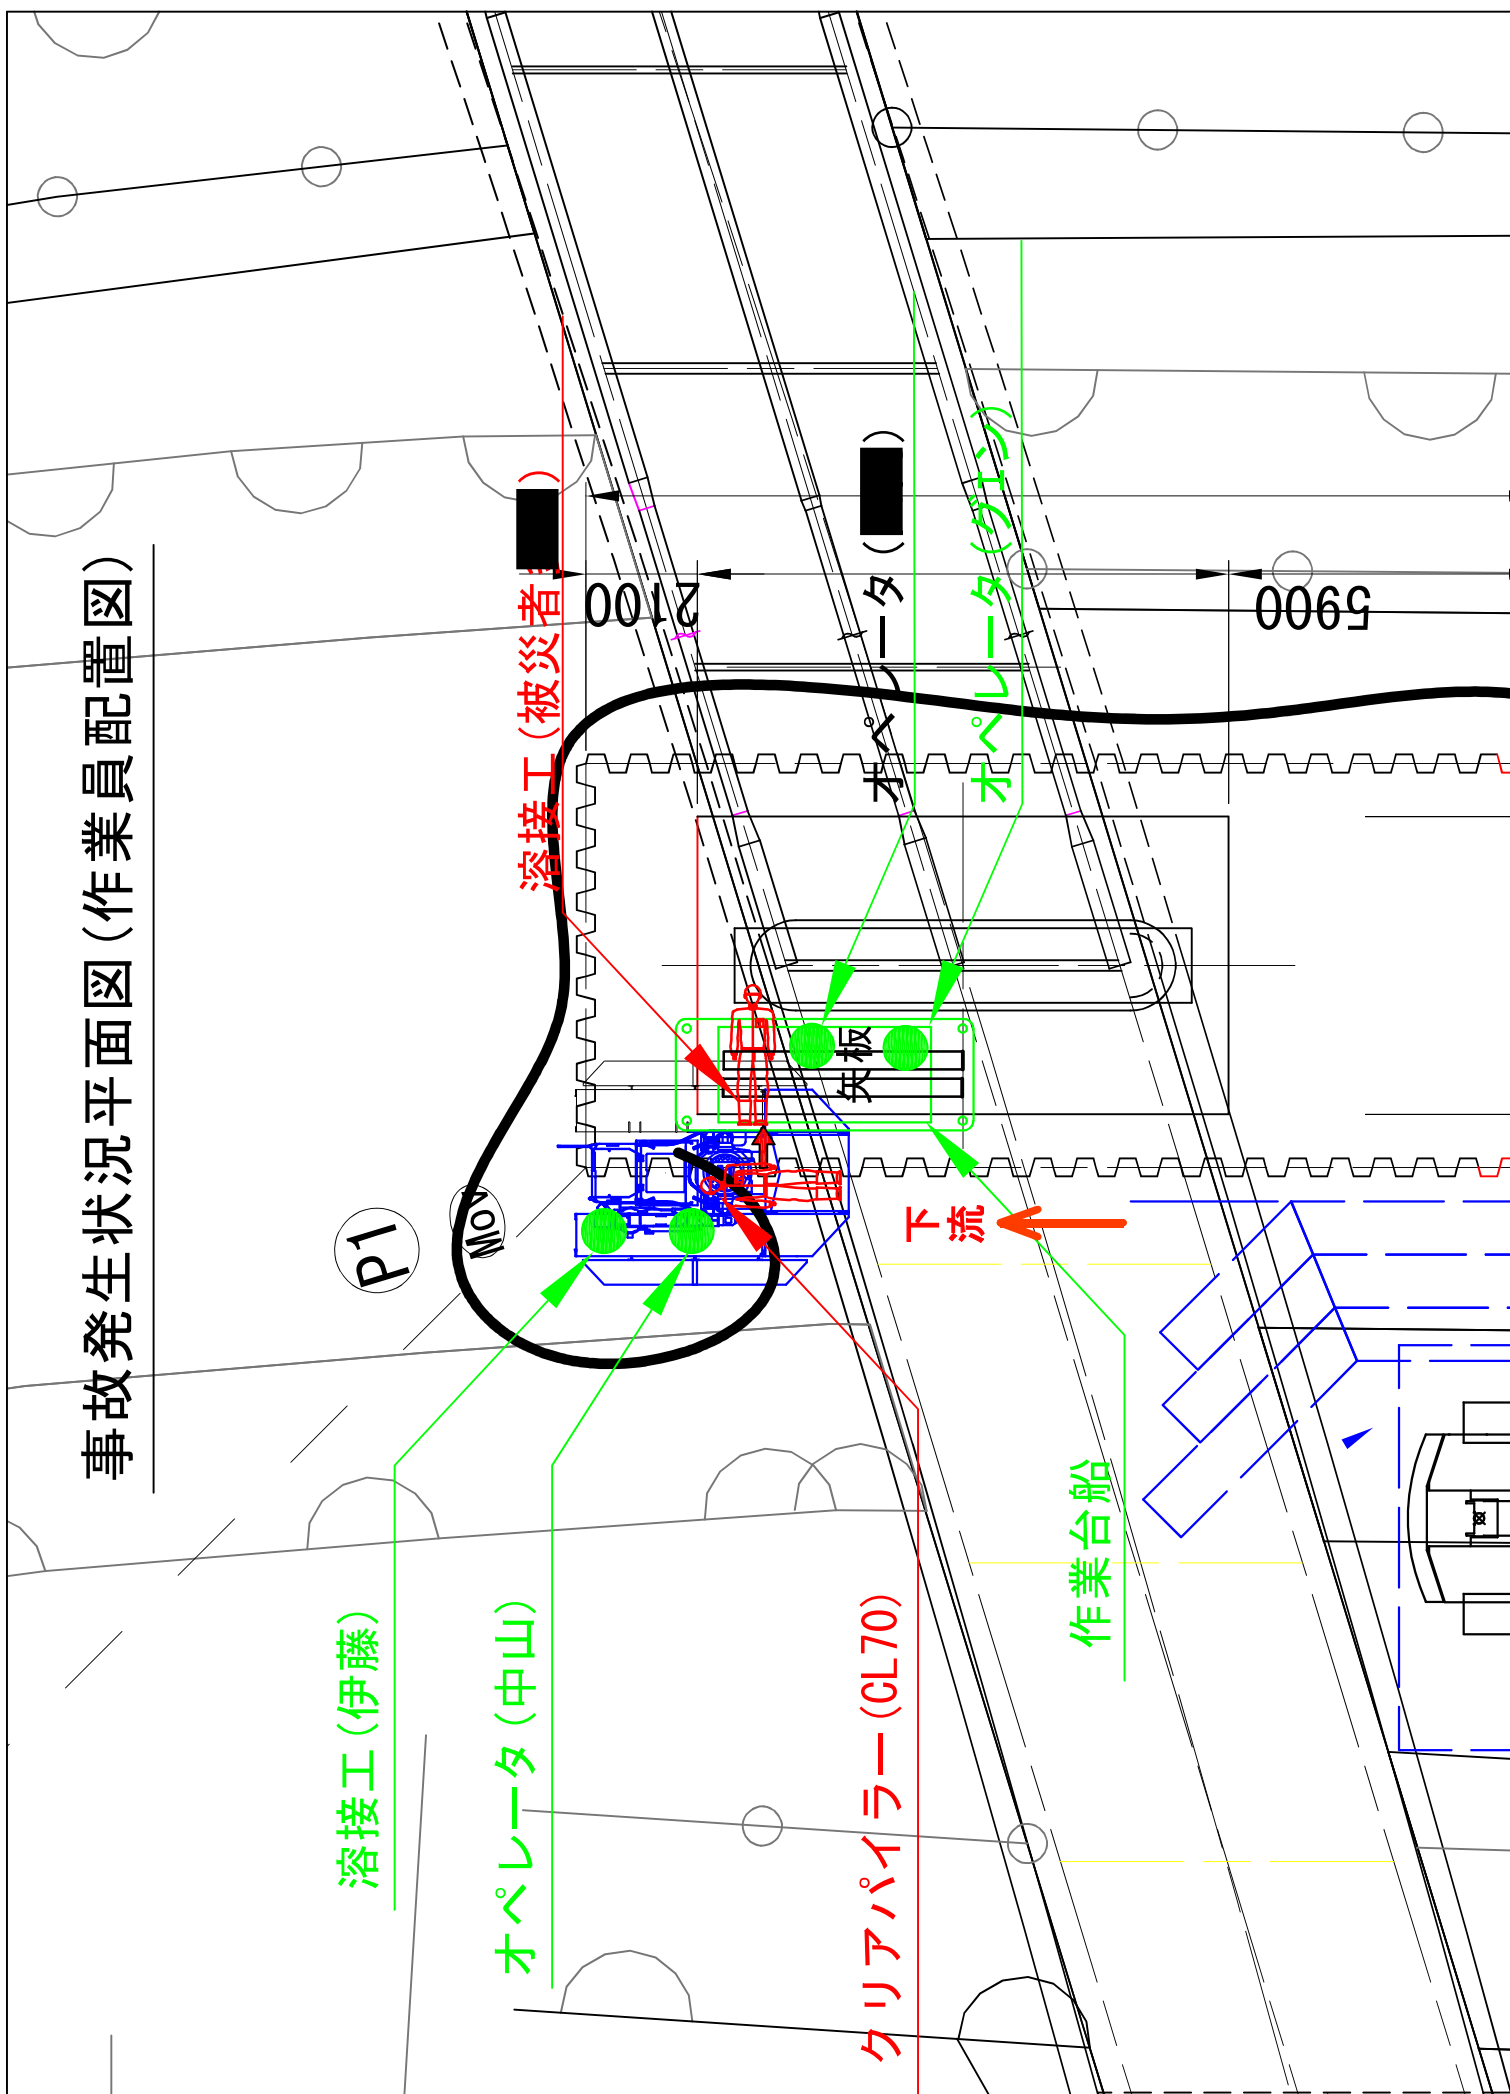 事故発生状況平面図(作業員配置図)
P1
MoN
溶接工(被災者
)
2100
オペレータ(
)
オペレータ(グエン)
5900
矢板
下流
溶接工(伊藤)
オペレータ(中山)
クリアパイラー(CL70)
作業台船